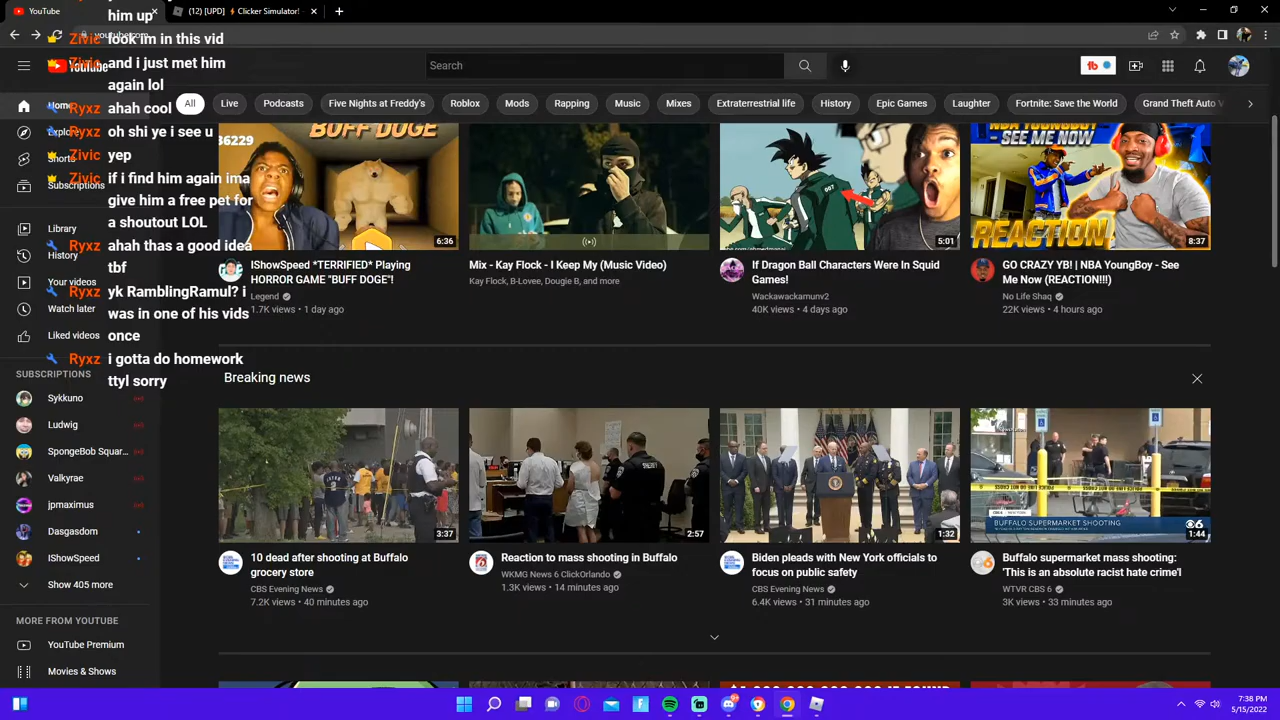 YouTube
(12) [UPD] ⚡ Clicker Simulator!
him up
Zivic look im in this vid
Zivic and i just met him
again lol
Ryxz ahah cool
Ryxz oh shi ye i see u
Zivic yep
Zivic if i find him again ima
give him a free pet for
a shoutout LOL
Ryxz ahah thas a good idea
tbf
Ryxz yk RamblingRamul? i
was in one of his vids
once
Ryxz i gotta do homework
ttyl sorry
Search
Home
Explore
Shorts
Subscriptions
Library
History
Your videos
Watch later
Liked videos
SUBSCRIPTIONS
Sykkuno
Ludwig
SpongeBob Squar...
Valkyrae
jpmaximus
Dasgasdom
IShowSpeed
Show 405 more
MORE FROM YOUTUBE
YouTube Premium
Movies & Shows
All
Live
Podcasts
Five Nights at Freddy's
Roblox
Mods
Rapping
Music
Mixes
Extraterrestrial life
History
Epic Games
Laughter
Fortnite: Save the World
Grand Theft Auto V
BUFF DOGE
36229
6:36
IShowSpeed *TERRIFIED* Playing
HORROR GAME "BUFF DOGE"!
Legend
1.7K views • 1 day ago
Mix - Kay Flock - I Keep My (Music Video)
Kay Flock, B-Lovee, Dougie B, and more
007
5:01
If Dragon Ball Characters Were In Squid
Games!
Wackawackamunv2
40K views • 4 days ago
NBA YOUNGBOY
- SEE ME NOW
REACTION
8:37
GO CRAZY YB! | NBA YoungBoy - See
Me Now (REACTION!!!)
No Life Shaq
22K views • 4 hours ago
Breaking news
3:37
10 dead after shooting at Buffalo
grocery store
CBS Evening News
7.2K views • 40 minutes ago
2:57
Reaction to mass shooting in Buffalo
WKMG News 6 ClickOrlando
1.3K views • 14 minutes ago
1:32
Biden pleads with New York officials to
focus on public safety
CBS Evening News
6.4K views • 31 minutes ago
BUFFALO SUPERMARKET SHOOTING
CBS 6
1:44
Buffalo supermarket mass shooting:
'This is an absolute racist hate crime'l
WTVR CBS 6
3K views • 33 minutes ago
7:38 PM
5/15/2022